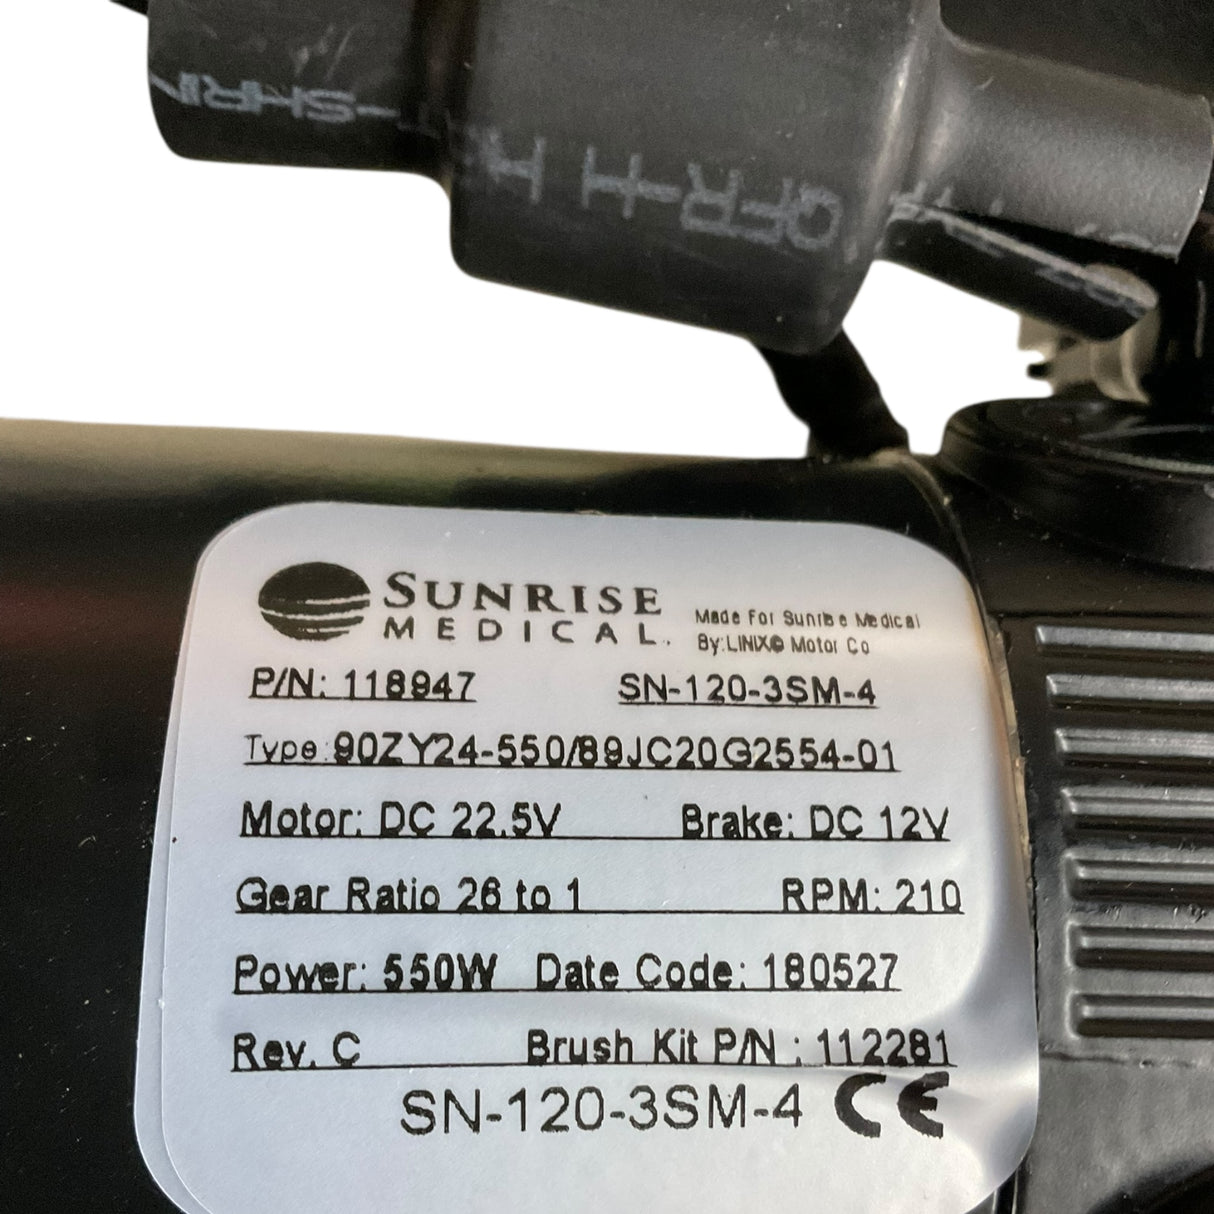 QFR-H
SUNRISE
MEDICAL.
Made For Sunrise Medical
By:LINIX© Motor Co
P/N: 118947 SN-120-3SM-4
Type:90ZY24-550/89JC20G2554-01
Motor: DC 22.5V Brake: DC 12V
Gear Ratio 26 to 1 RPM: 210
Power: 550W Date Code: 180527
Rev. C Brush Kit P/N : 112281
SN-120-3SM-4 CE